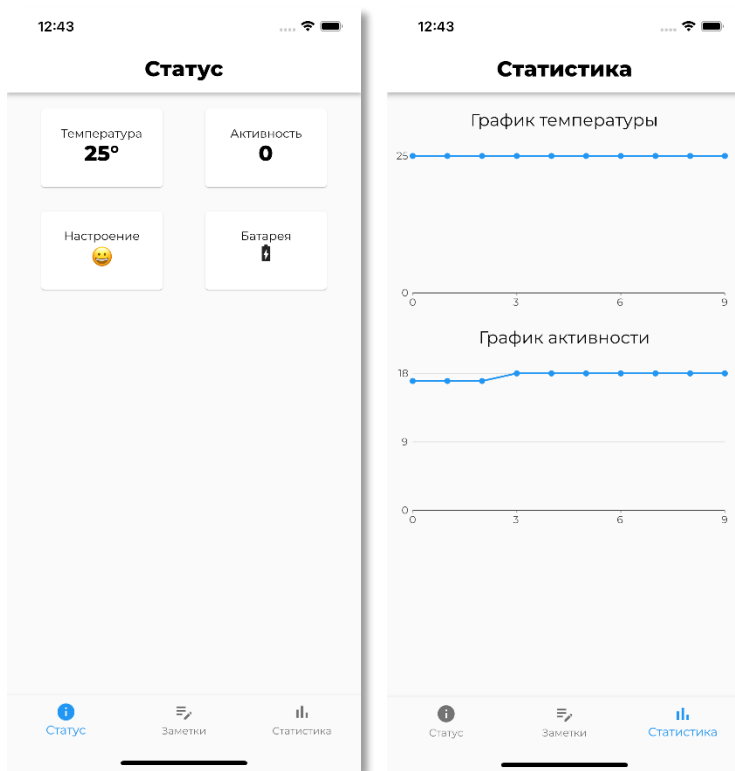 12:43
Статус
Температура
25°
Активность
0
Настроение
Батарея
Статус
Заметки
Статистика
12:43
Статистика
График температуры
25
0
0 3 6 9
График активности
18
9
0
0 3 6 9
Статус
Заметки
Статистика